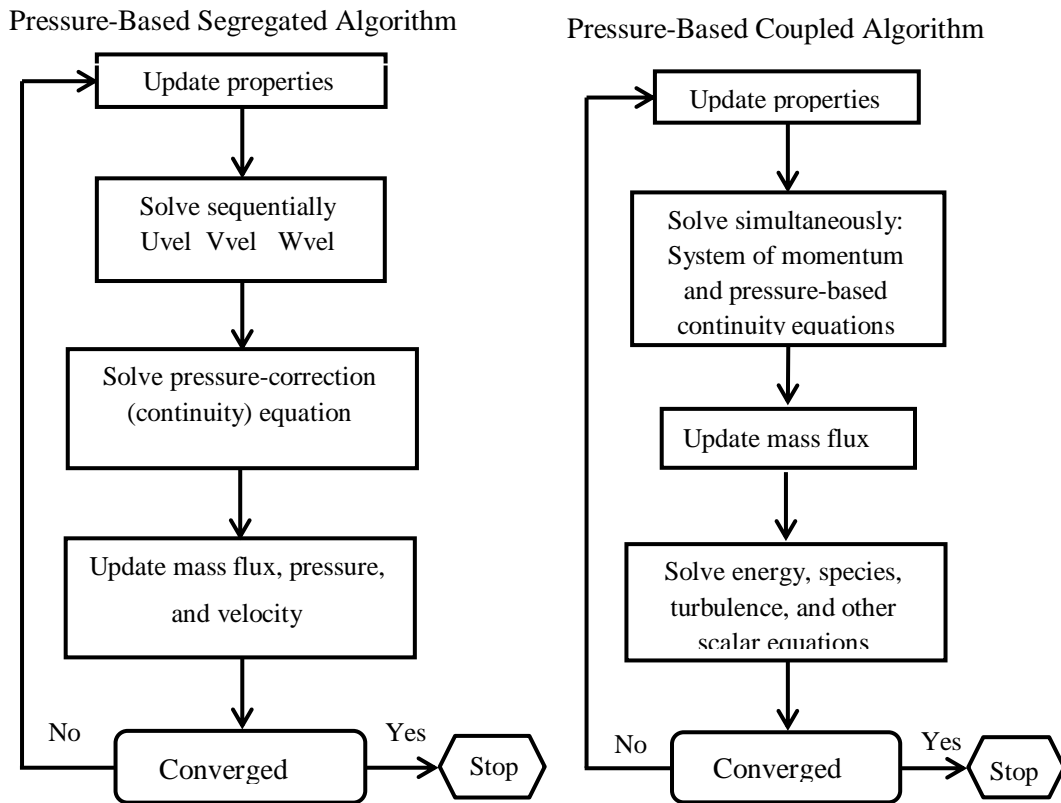 Pressure-Based Segregated Algorithm
Update properties
Solve sequentially
Uvel Vvel Wvel
Solve pressure-correction
(continuity) equation
Update mass flux, pressure,
and velocity
No
Yes
Converged
Stop
Pressure-Based Coupled Algorithm
Update properties
Solve simultaneously:
System of momentum
and pressure-based
continuity equations
Update mass flux
Solve energy, species,
turbulence, and other
scalar equations
No
Yes
Converged
Stop